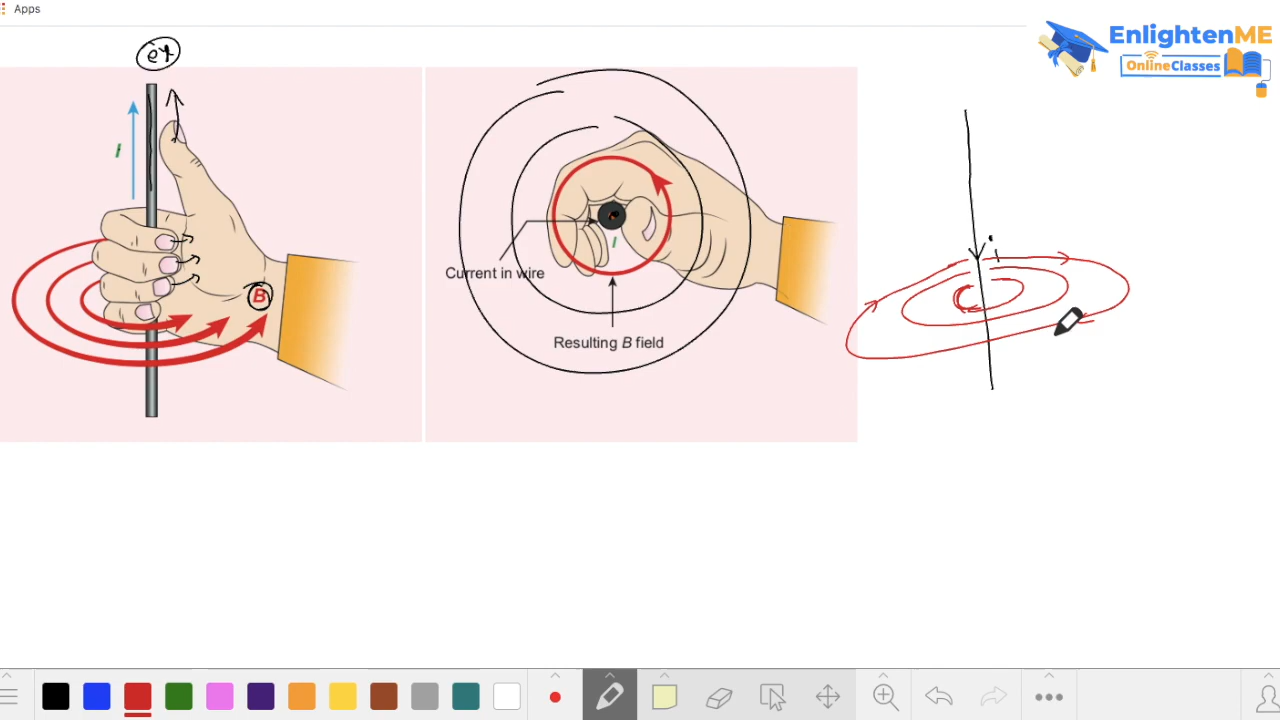 Apps
EnlightenME
OnlineClasses
I
B
Current in wire
I
Resulting B field
i